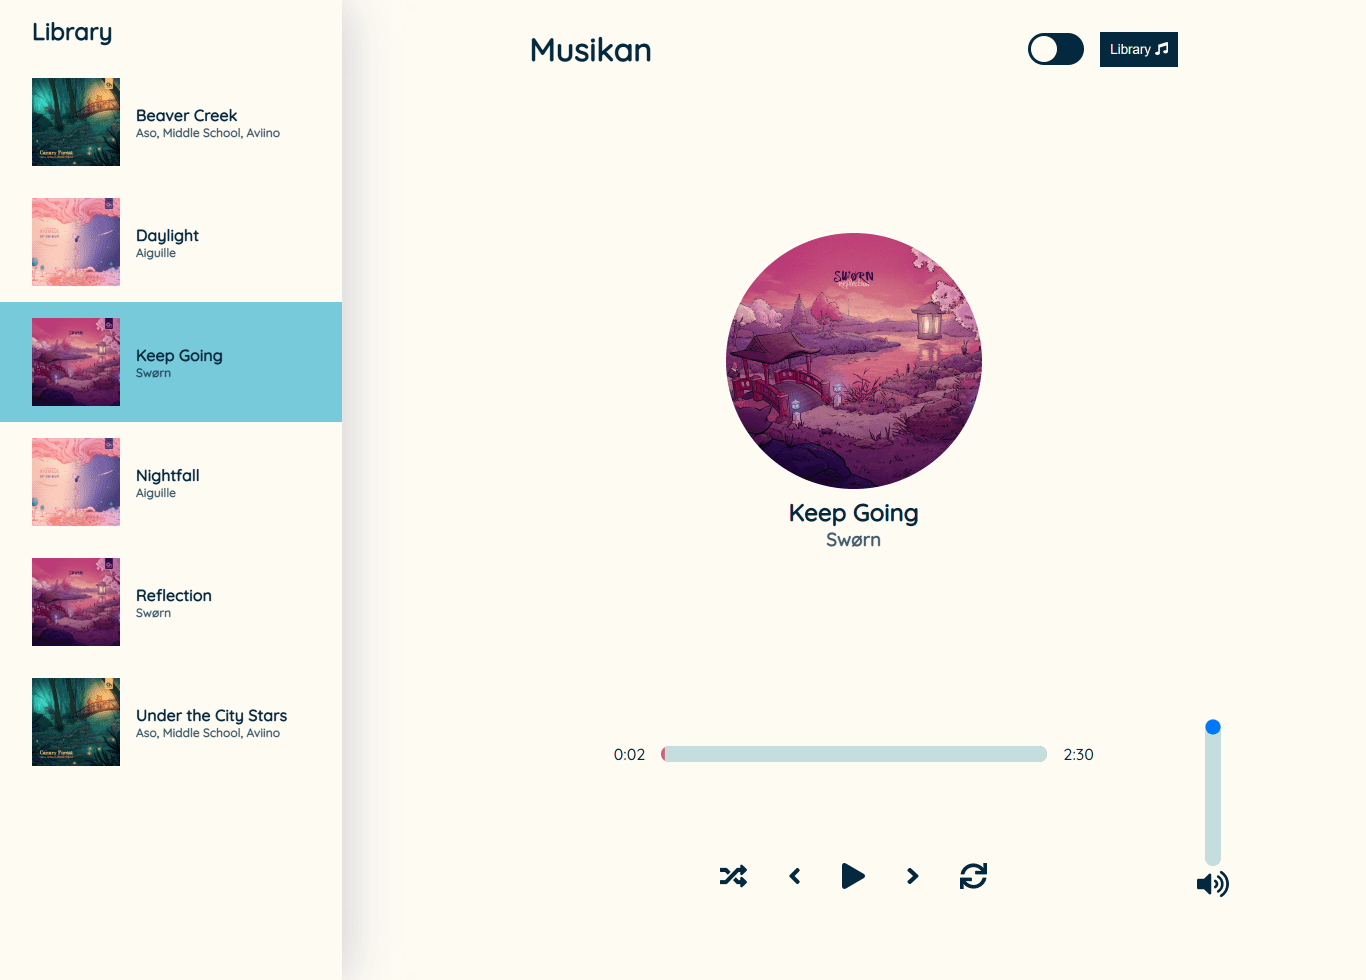 Library
Beaver Creek
Aso, Middle School, Aviino
Daylight
Aiguille
Keep Going
Swørn
Nightfall
Aiguille
Reflection
Swørn
Under the City Stars
Aso, Middle School, Aviino
Musikan
Library
SWØRN
Keep Going
Swørn
0:02
2:30